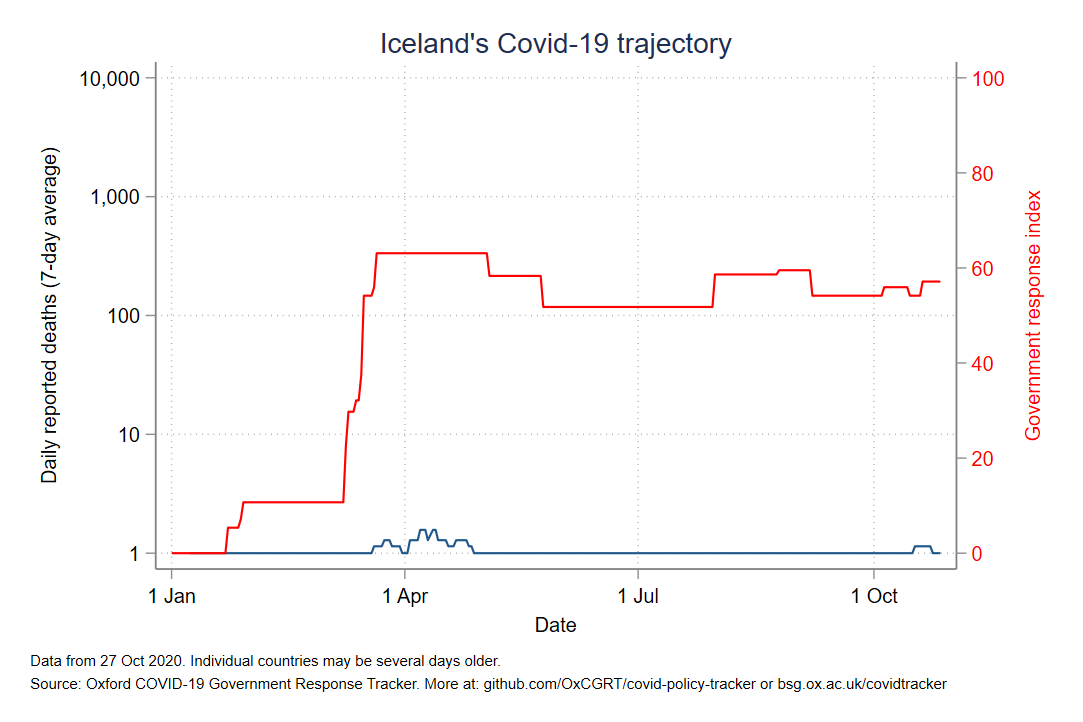 Iceland's Covid-19 trajectory
Daily reported deaths (7-day average)
10,000
1,000
100
10
1
100
80
60
40
20
0
Government response index
1 Jan
1 Apr
1 Jul
1 Oct
Date
Data from 27 Oct 2020. Individual countries may be several days older.
Source: Oxford COVID-19 Government Response Tracker. More at: github.com/OxCGRT/covid-policy-tracker or bsg.ox.ac.uk/covidtracker